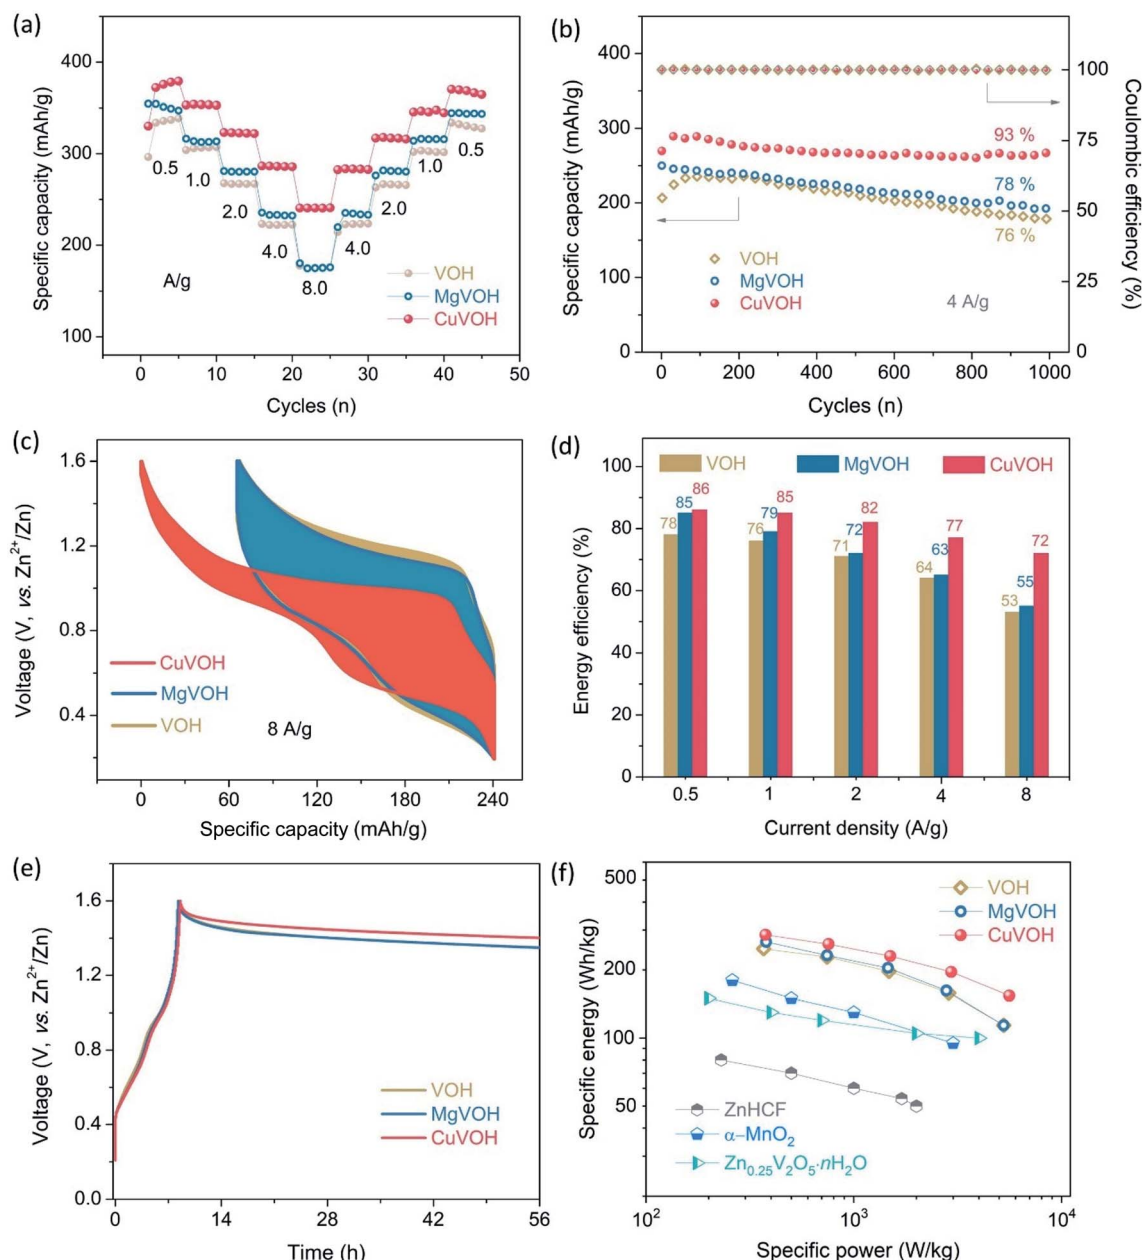 (a)
400
300
200
100
Specific capacity (mAh/g)
0.5
1.0
2.0
4.0
8.0
4.0
2.0
1.0
0.5
A/g
VOH
MgVOH
CuVOH
0
10
20
30
40
50
Cycles (n)
(b)
400
300
200
100
0
Specific capacity (mAh/g)
93 %
78 %
76 %
VOH
MgVOH
CuVOH
4 A/g
100
75
50
25
0
Coulombic efficiency (%)
0
200
400
600
800
1000
Cycles (n)
(c)
1.6
1.2
0.8
0.4
Voltage (V, vs. Zn²⁺/Zn)
CuVOH
MgVOH
VOH
8 A/g
0
60
120
180
240
Specific capacity (mAh/g)
(d)
100
80
60
40
20
0
Energy efficiency (%)
VOH
MgVOH
CuVOH
78
85
86
76
79
85
71
72
82
64
63
77
53
55
72
0.5
1
2
4
8
Current density (A/g)
(e)
1.6
1.2
0.8
0.4
0.0
Voltage (V, vs. Zn²⁺/Zn)
VOH
MgVOH
CuVOH
0
14
28
42
56
Time (h)
(f)
500
200
100
50
Specific energy (Wh/kg)
VOH
MgVOH
CuVOH
ZnHCF
α−MnO₂
Zn₀.₂₅V₂O₅·nH₂O
10²
10³
10⁴
Specific power (W/kg)